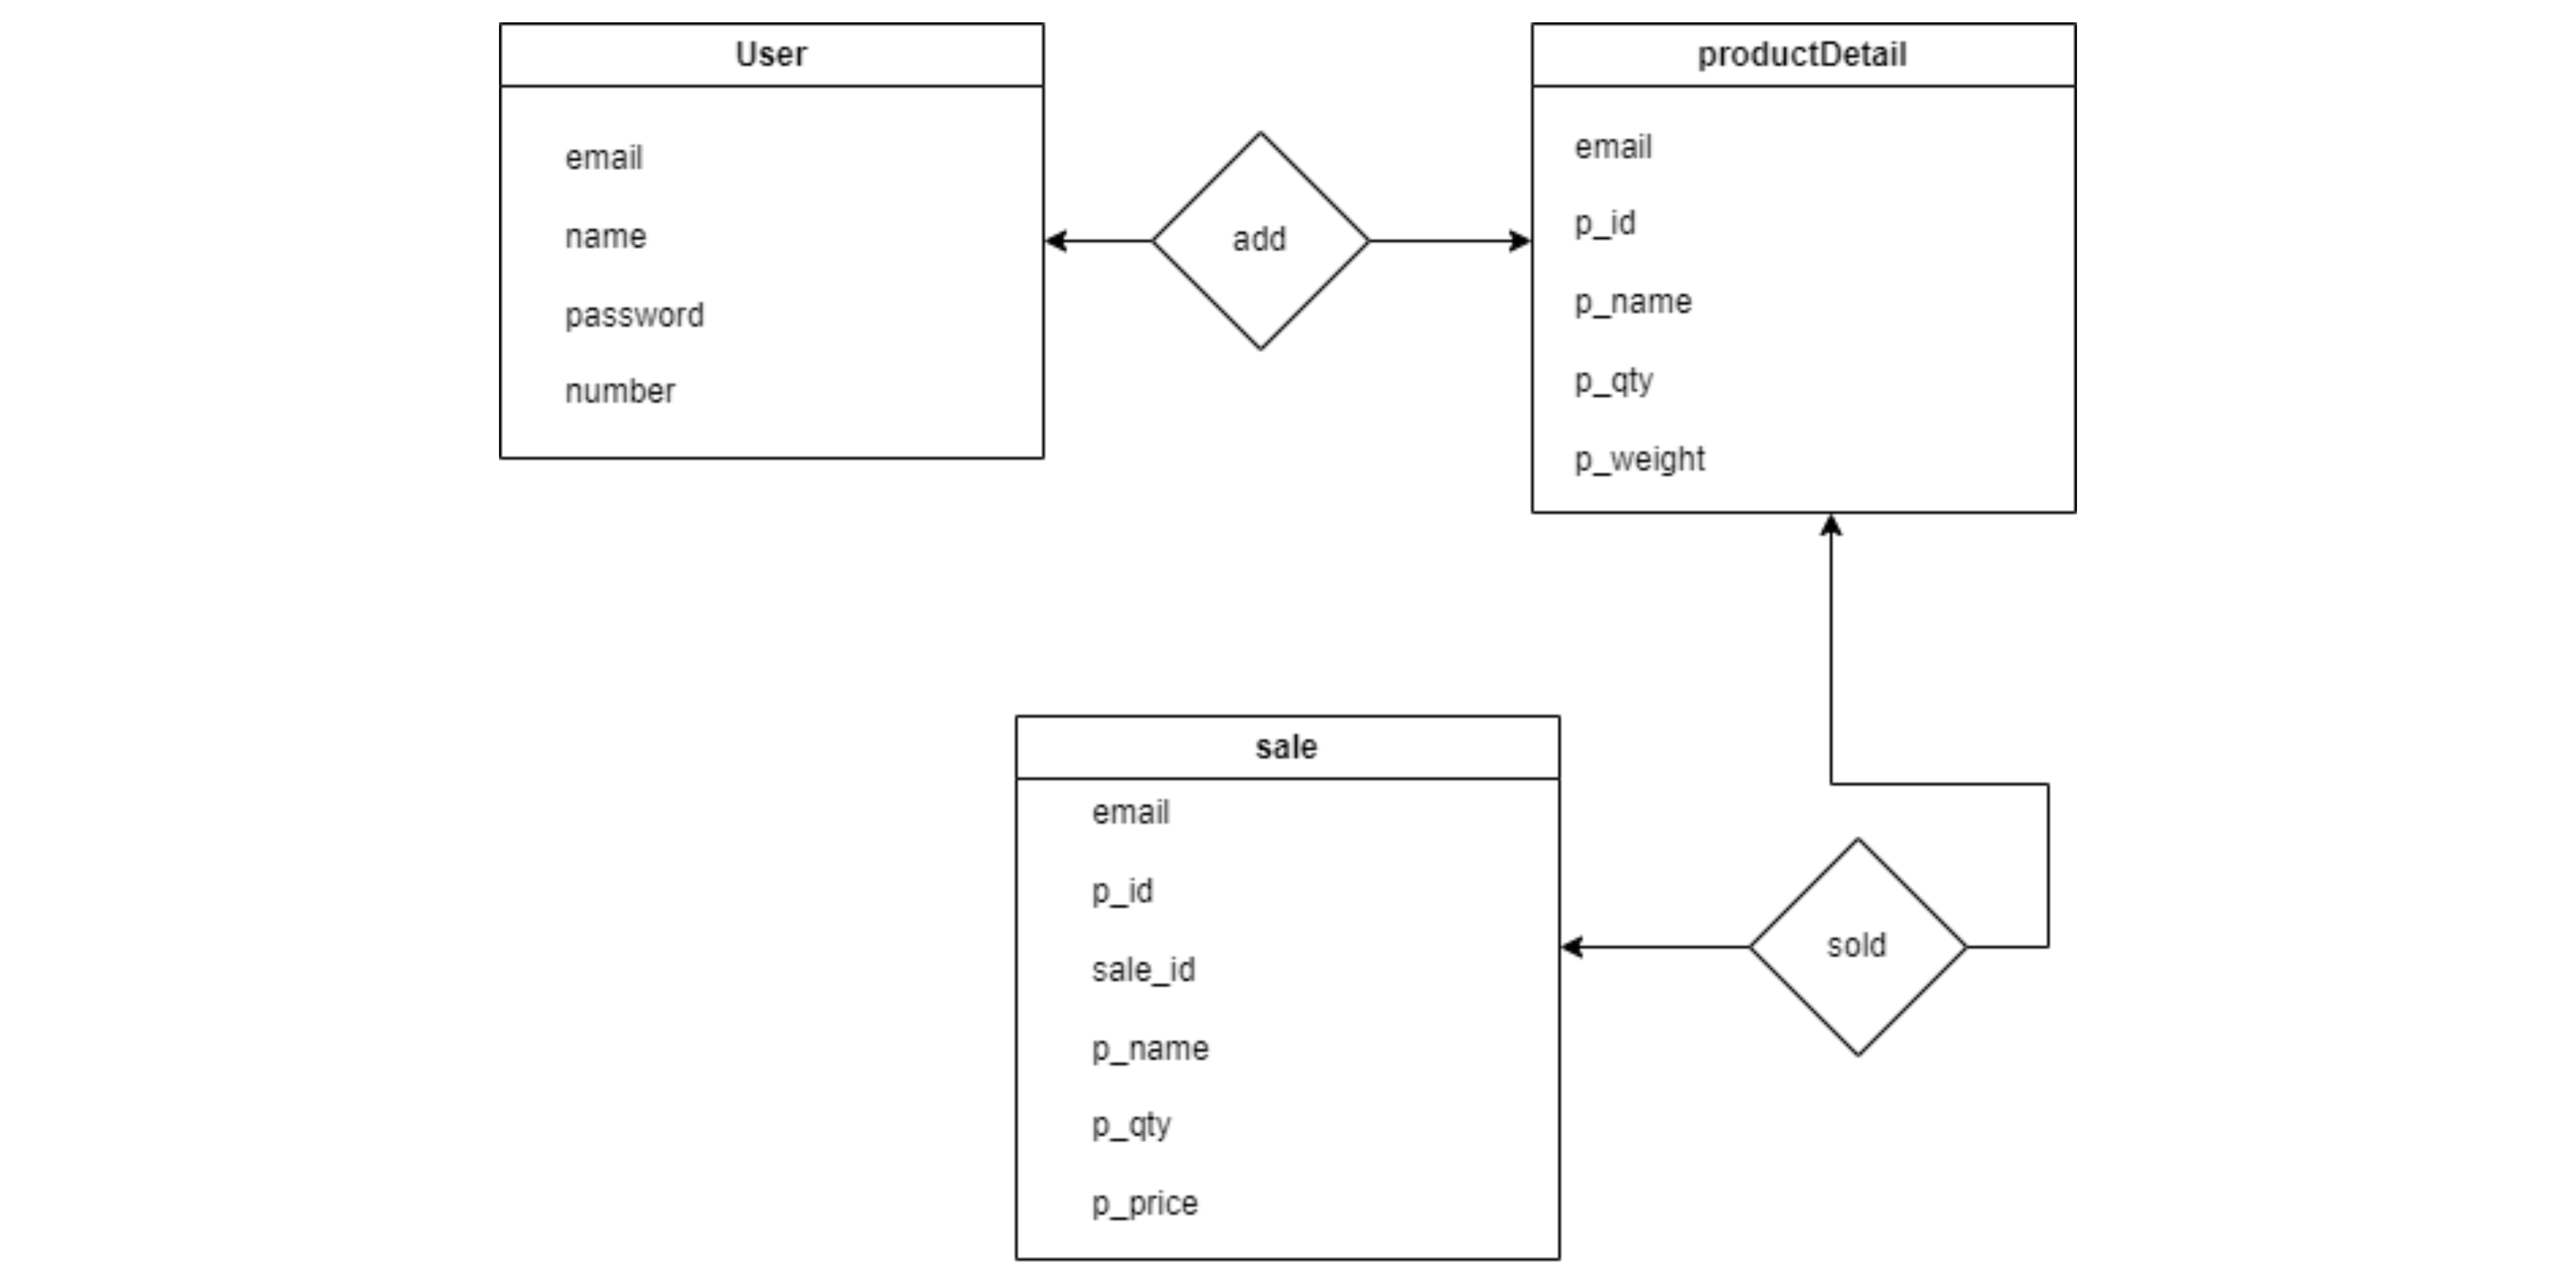 User
email
name
password
number
add
productDetail
email
p_id
p_name
p_qty
p_weight
sale
email
p_id
sale_id
p_name
p_qty
p_price
sold